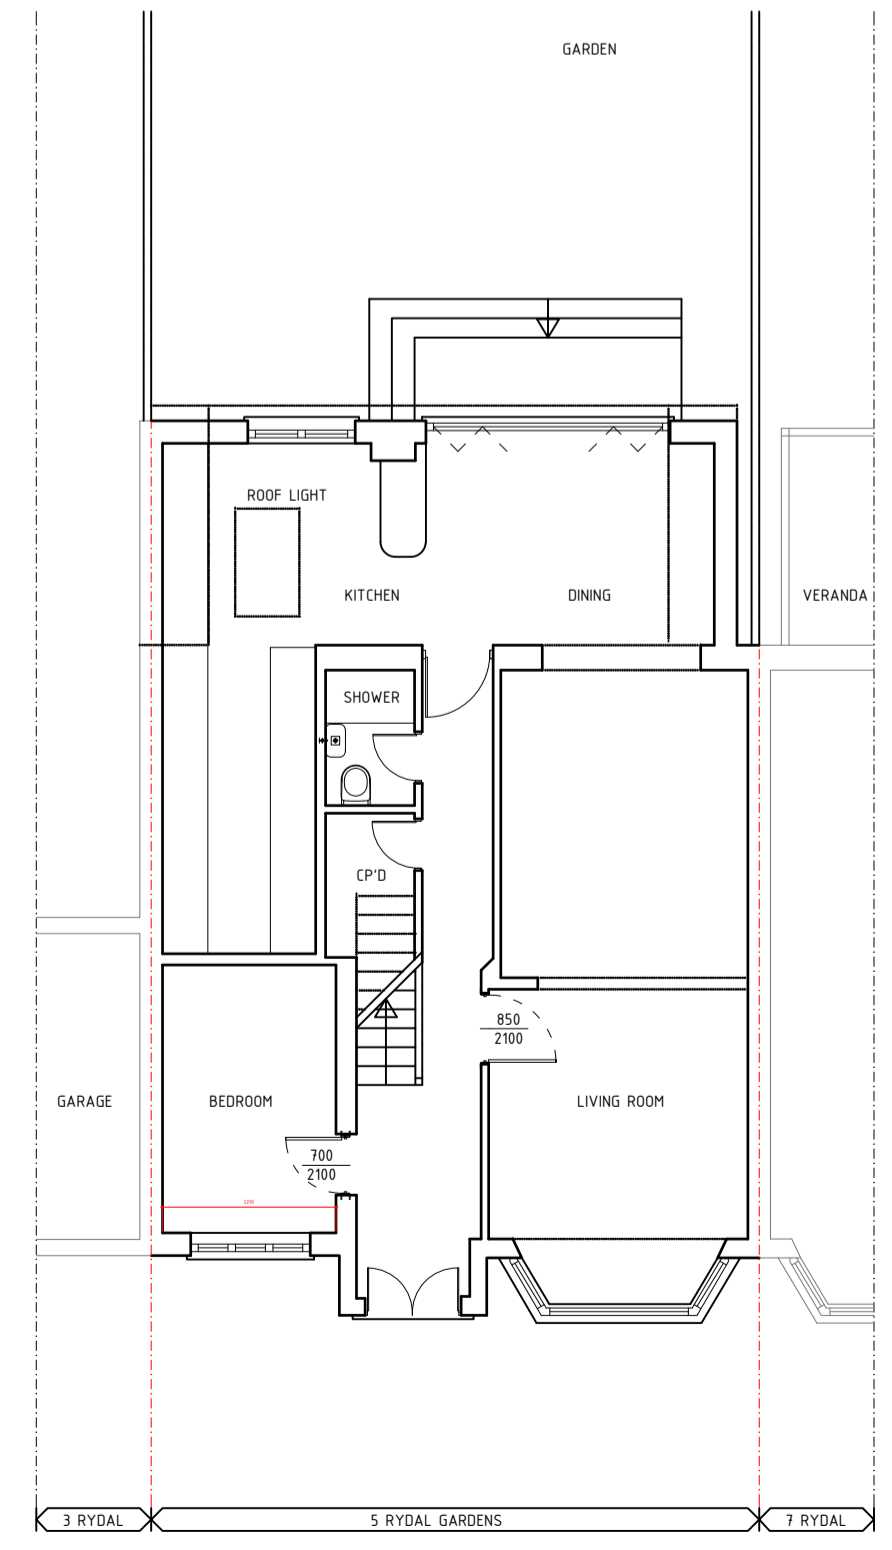 GARDEN
ROOF LIGHT
KITCHEN
DINING
VERANDA
SHOWER
CP'D
850
2100
GARAGE
BEDROOM
LIVING ROOM
700
2100
2295
3 RYDAL
5 RYDAL GARDENS
7 RYDAL